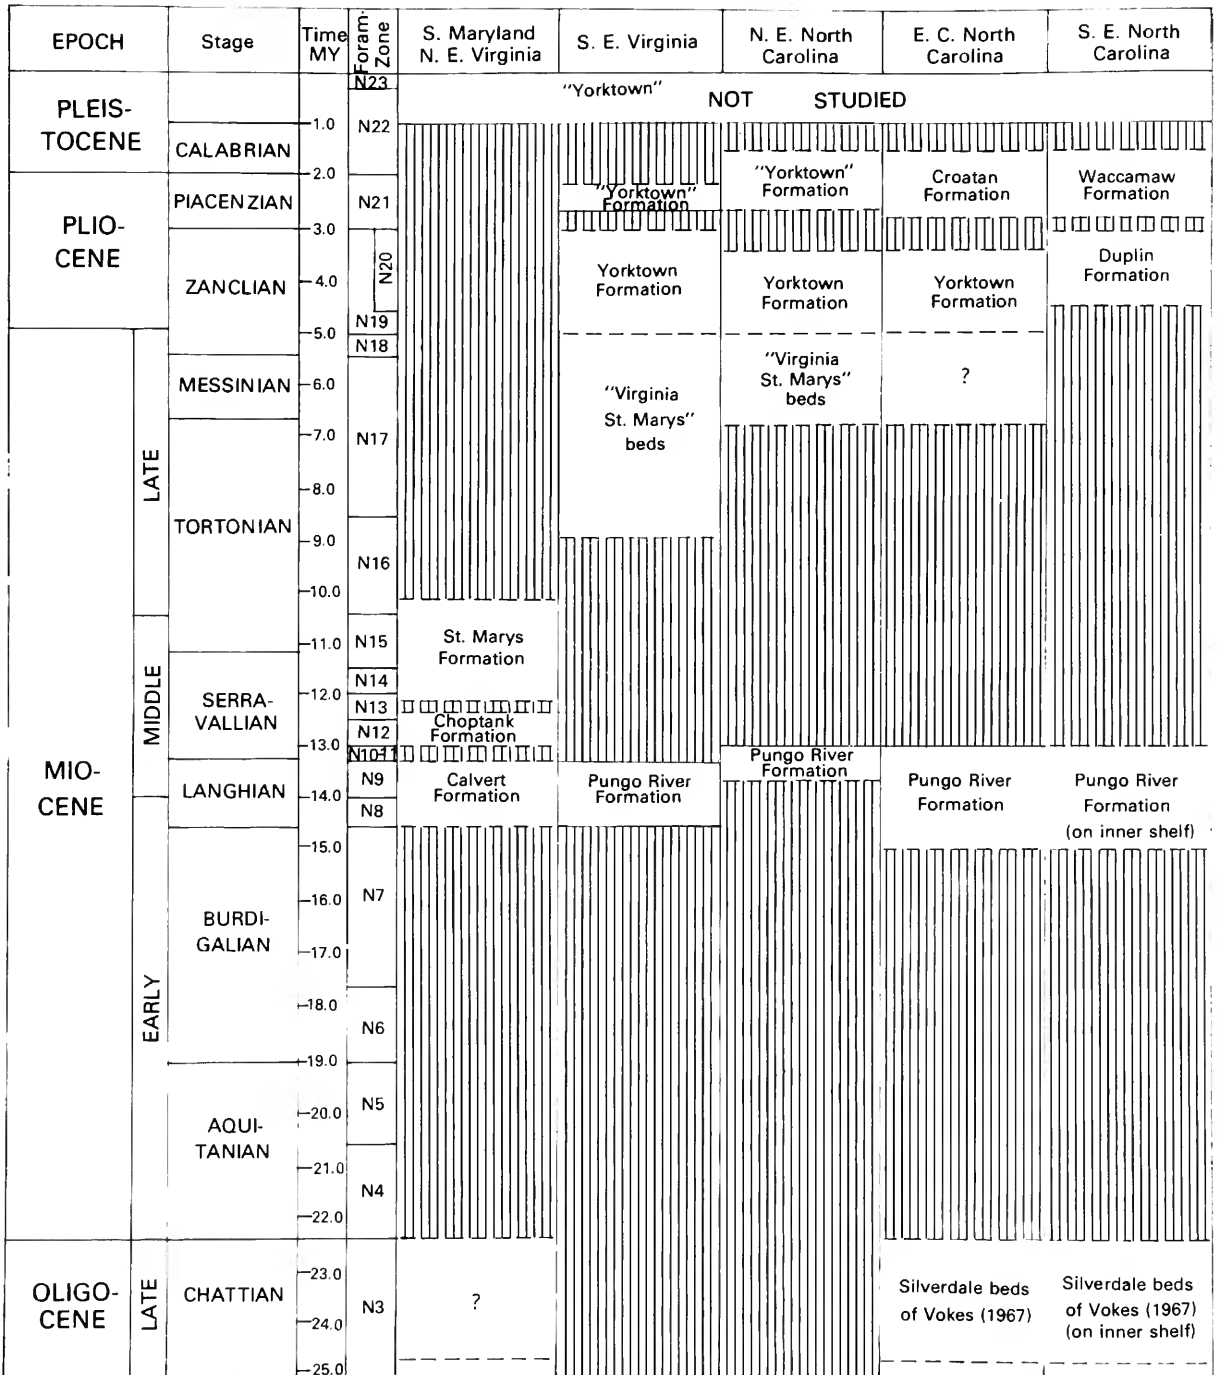 EPOCH
Stage
Time
MY
Foram.
Zone
S. Maryland
N. E. Virginia
S. E. Virginia
N. E. North
Carolina
E. C. North
Carolina
S. E. North
Carolina
PLEIS-
TOCENE
PLIO-
CENE
MIO-
CENE
OLIGO-
CENE
LATE
MIDDLE
EARLY
LATE
CALABRIAN
PIACENZIAN
ZANCLIAN
MESSINIAN
TORTONIAN
SERRA-
VALLIAN
LANGHIAN
BURDI-
GALIAN
AQUI-
TANIAN
CHATTIAN
1.0
2.0
3.0
4.0
5.0
6.0
7.0
8.0
9.0
10.0
11.0
12.0
13.0
14.0
15.0
16.0
17.0
18.0
19.0
20.0
21.0
22.0
23.0
24.0
25.0
N23
N22
N21
N20
N19
N18
N17
N16
N15
N14
N13
N12
N10-11
N9
N8
N7
N6
N5
N4
N3
"Yorktown" NOT STUDIED
St. Marys
Formation
Choptank
Formation
Calvert
Formation
?
"Yorktown"
Formation
Yorktown
Formation
"Virginia
St. Marys"
beds
Pungo River
Formation
"Yorktown"
Formation
Yorktown
Formation
"Virginia
St. Marys"
beds
Pungo River
Formation
Croatan
Formation
Yorktown
Formation
?
Pungo River
Formation
Silverdale beds
of Vokes (1967)
Waccamaw
Formation
Duplin
Formation
Pungo River
Formation
(on inner shelf)
Silverdale beds
of Vokes (1967)
(on inner shelf)